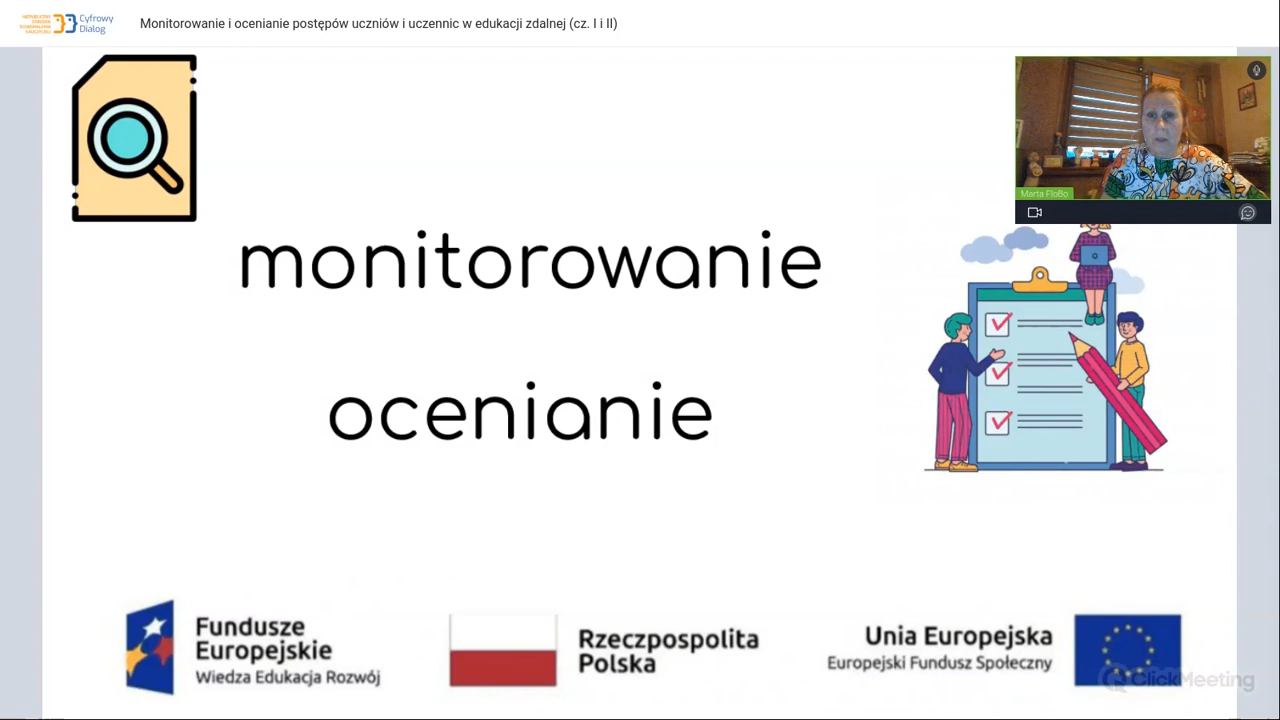 Cyfrowy
Dialog
Monitorowanie i ocenianie postępów uczniów i uczennic w edukacji zdalnej (cz. I i II)
Marta FloBo
monitorowanie
ocenianie
Fundusze
Europejskie
Wiedza Edukacja Rozwój
Rzeczpospolita
Polska
Unia Europejska
Europejski Fundusz Społeczny
ClickMeeting